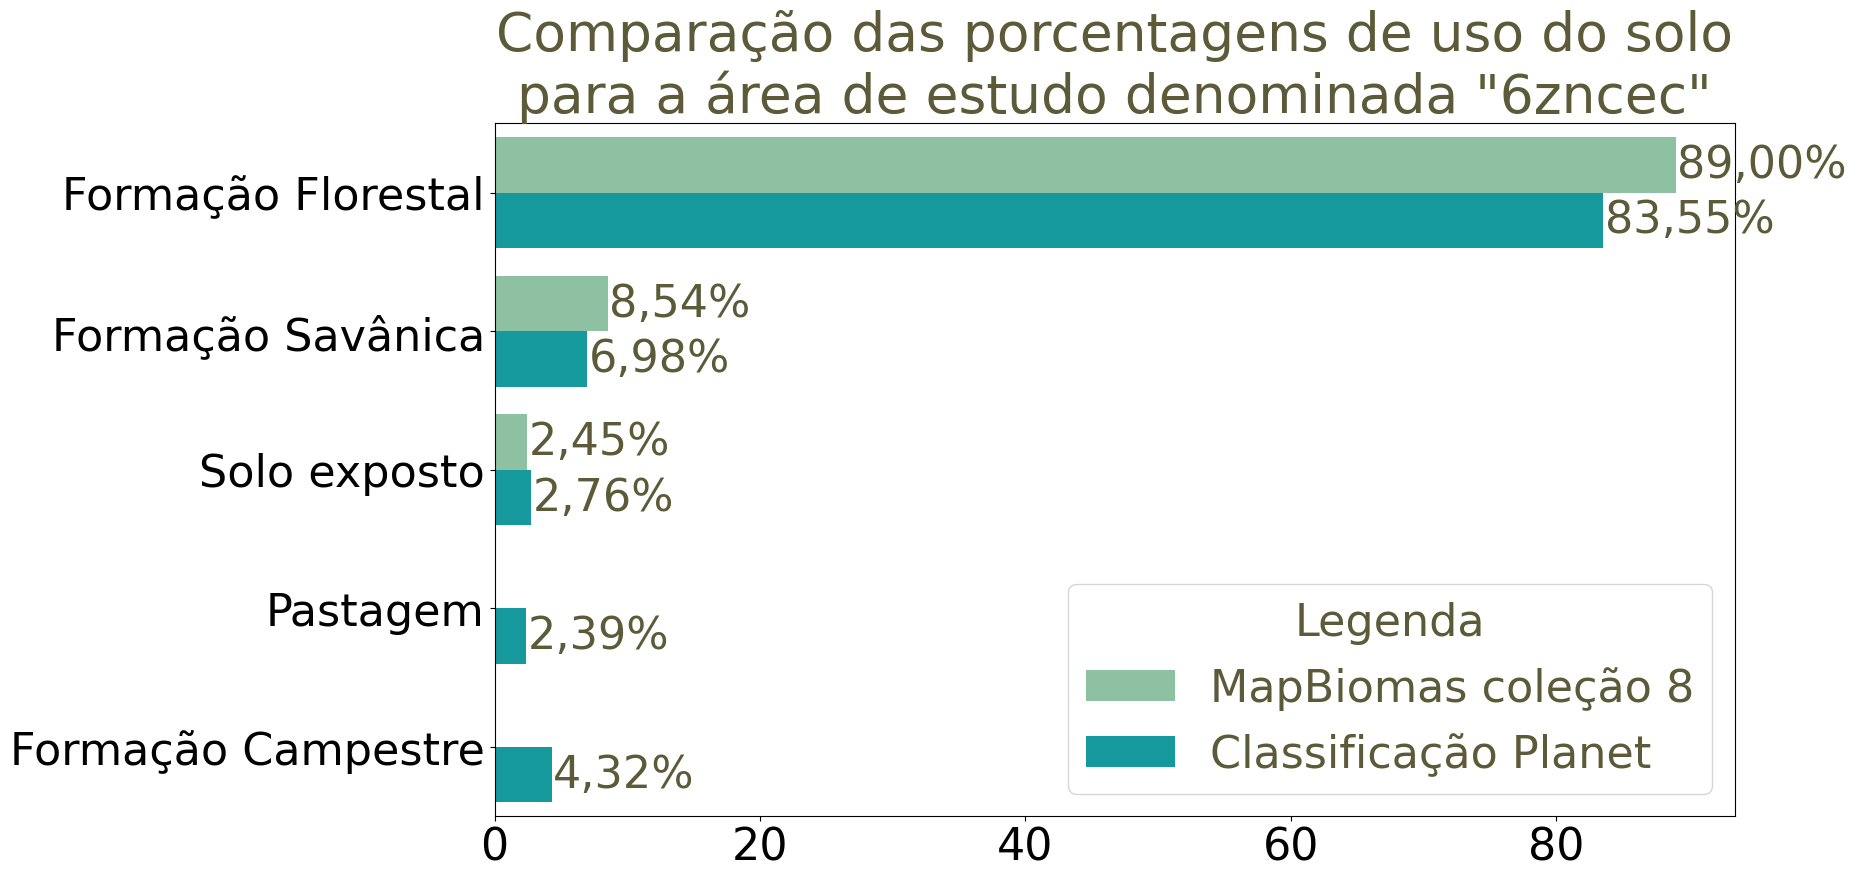 Comparação das porcentagens de uso do solo
para a área de estudo denominada "6zncec"
Formação Florestal
89,00%
83,55%
Formação Savânica
8,54%
6,98%
Solo exposto
2,45%
2,76%
Pastagem
2,39%
Formação Campestre
4,32%
Legenda
MapBiomas coleção 8
Classificação Planet
0 20 40 60 80